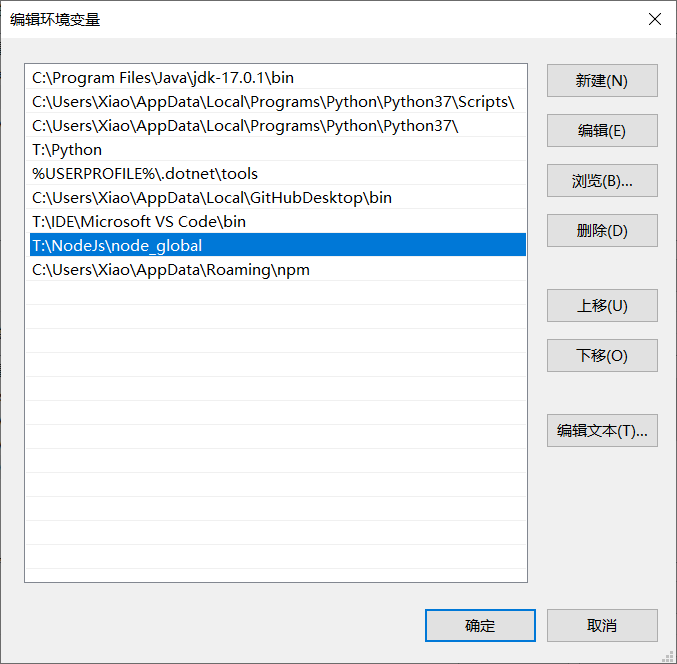 编辑环境变量
C:\Program Files\Java\jdk-17.0.1\bin
C:\Users\Xiao\AppData\Local\Programs\Python\Python37\Scripts\
C:\Users\Xiao\AppData\Local\Programs\Python\Python37\
T:\Python
%USERPROFILE%\.dotnet\tools
C:\Users\Xiao\AppData\Local\GitHubDesktop\bin
T:\IDE\Microsoft VS Code\bin
T:\NodeJs\node_global
C:\Users\Xiao\AppData\Roaming\npm
新建(N)
编辑(E)
浏览(B)...
删除(D)
上移(U)
下移(O)
编辑文本(T)...
确定
取消